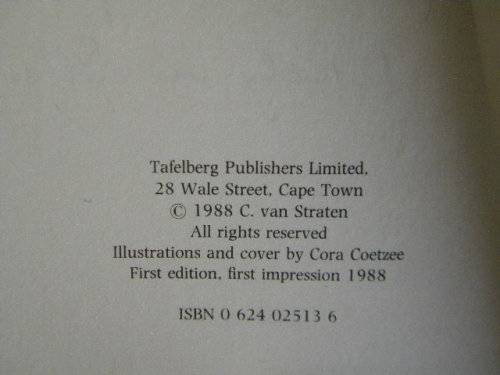 Tafelberg Publishers Limited,
28 Wale Street, Cape Town
© 1988 C. van Straten
All rights reserved
Illustrations and cover by Cora Coetzee
First edition, first impression 1988
ISBN 0 624 02513 6